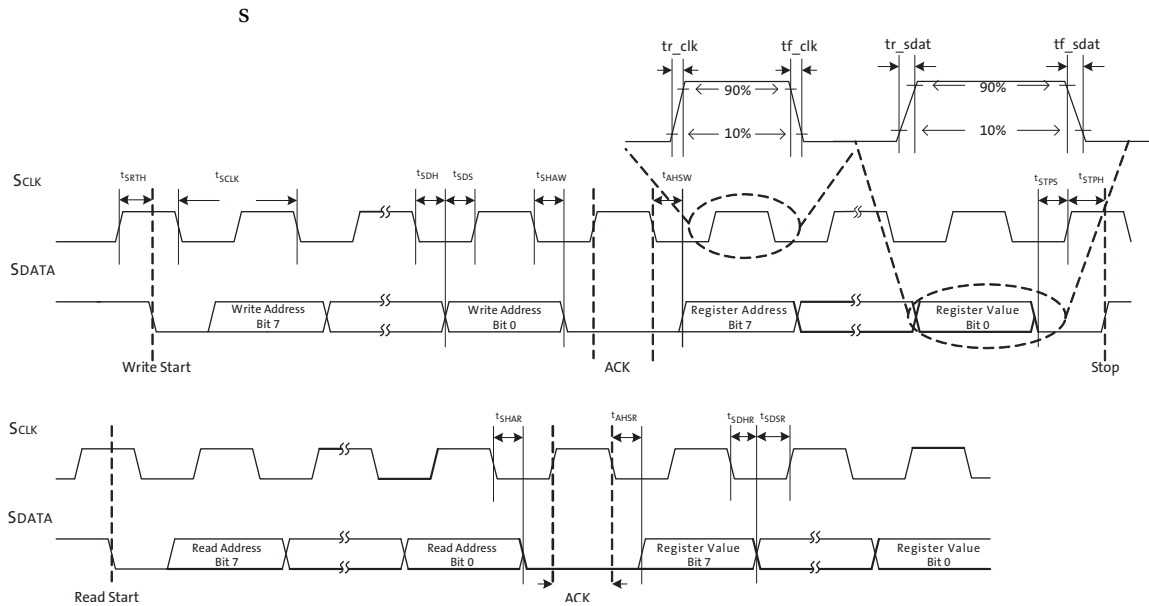 S
tr_clk tf_clk tr_sdat tf_sdat
90% 90%
10% 10%
SCLK tSRTH tSCLK tSDH tSDS tSHAW tAHSW tSTPS tSTPH
SDATA
Write Address Write Address Register Address Register Value
Bit 7 Bit 0 Bit 7 Bit 0
Write Start ACK Stop
SCLK tSHAR tAHSR tSDHR tSDSR
SDATA
Read Address Read Address Register Value Register Value
Bit 7 Bit 0 Bit 7 Bit 0
Read Start ACK